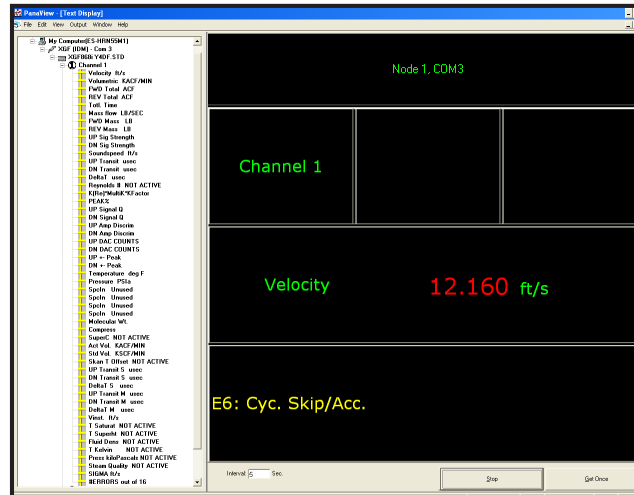 PanaView - [Text Display]
File Edit View Output Window Help
My Computer(ES-HRN55M1)
XGF (IDM) - Com 3
XGF868i Y4DF.STD
Channel 1
Velocity ft/s
Volumetric KACF/MIN
FWD Total ACF
REV Total ACF
Totl. Time
Mass flow LB/SEC
FWD Mass LB
REV Mass LB
UP Sig Strength
DN Sig Strength
Soundspeed ft/s
UP Transit usec
DN Transit usec
DeltaT usec
Reynolds # NOT ACTIVE
K(Re)*MultiK*KFactor
PEAK%
UP Signal Q
DN Signal Q
UP Amp Discrim
DN Amp Discrim
UP DAC COUNTS
DN DAC COUNTS
UP +- Peak
DN +- Peak
Temperature deg F
Pressure PSIa
SpcIn Unused
SpcIn Unused
SpcIn Unused
SpcIn Unused
Molecular Wt.
Compress
SuperC NOT ACTIVE
Act Vol. KACF/MIN
Std Vol. KSCF/MIN
Skan T Offset NOT ACTIVE
UP Transit S usec
DN Transit S usec
DeltaT S usec
UP Transit M usec
DN Transit M usec
DeltaT M usec
Vinst. ft/s
T Saturat NOT ACTIVE
T Superht NOT ACTIVE
Fluid Dens NOT ACTIVE
T Kelvin NOT ACTIVE
Press kiloPascals NOT ACTIVE
Steam Quality NOT ACTIVE
SIGMA ft/s
#ERRORS out of 16
Node 1, COM3
Channel 1
Velocity 12.160 ft/s
E6: Cyc. Skip/Acc.
Interval: 5 Sec.
Stop
Get Once